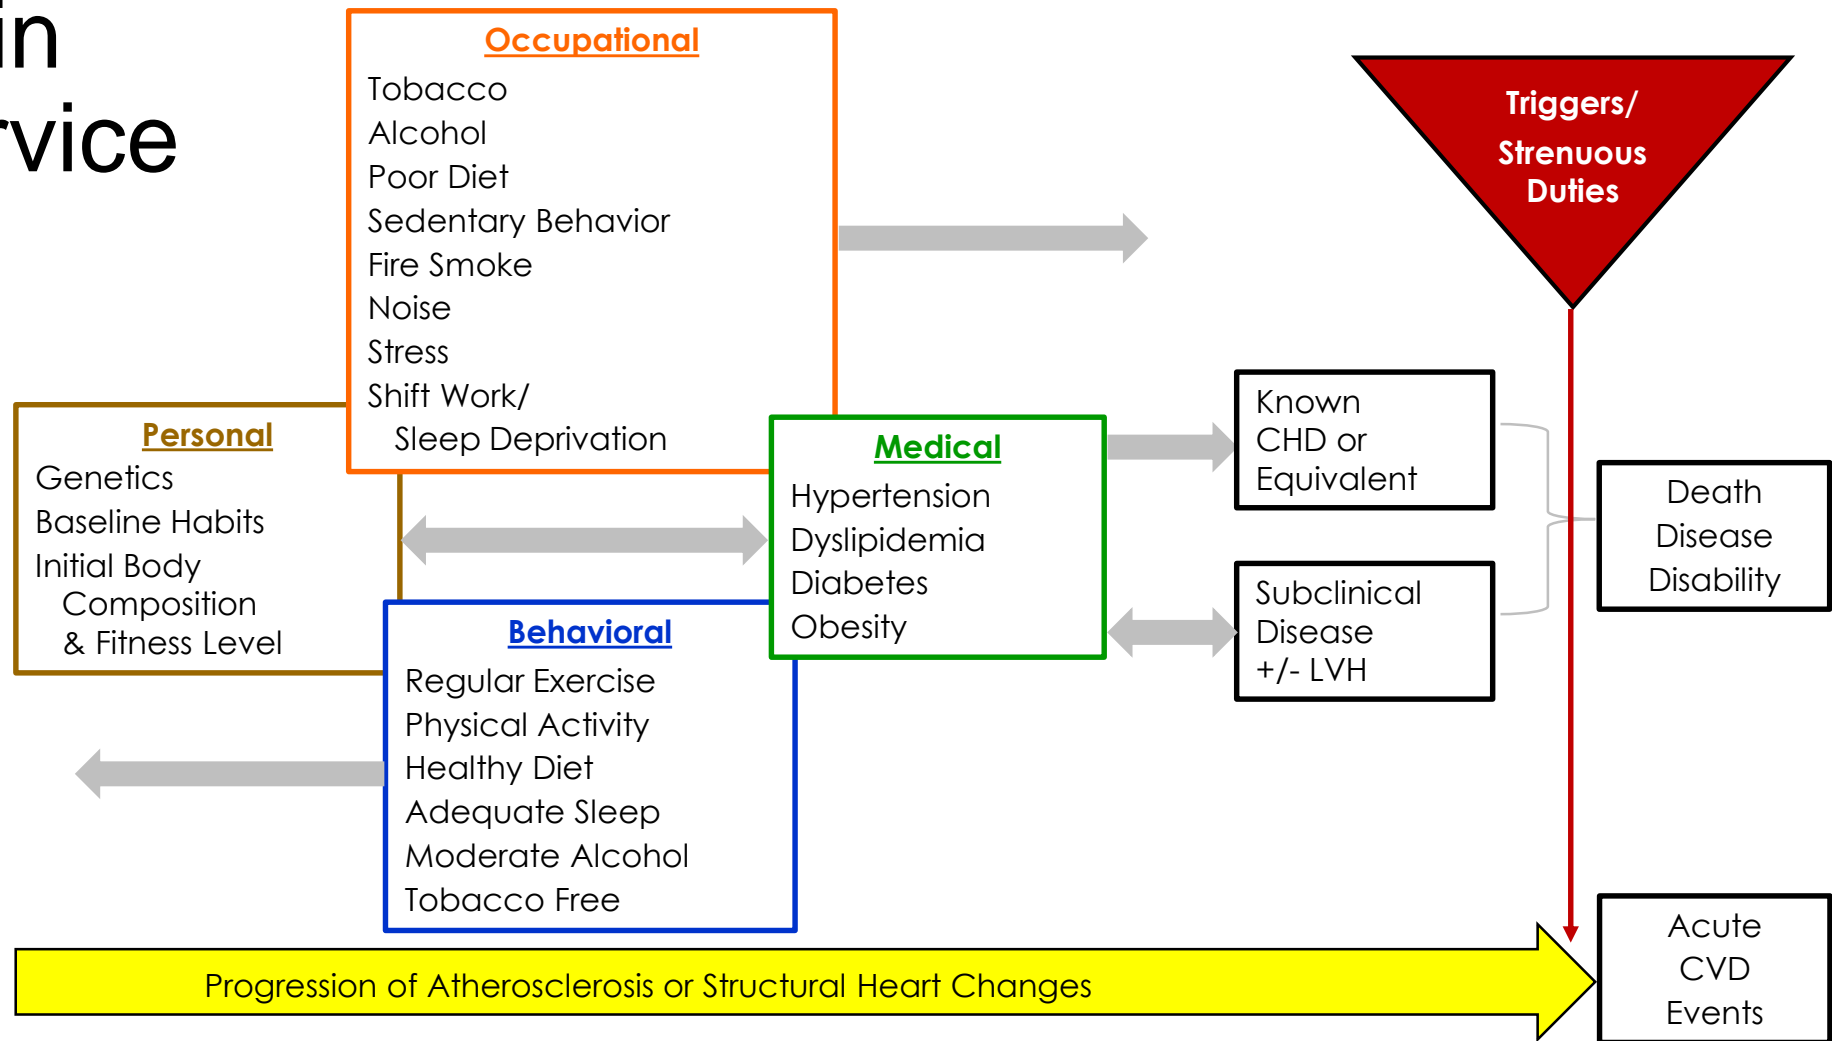 in
rvice
Occupational
Tobacco
Alcohol
Poor Diet
Sedentary Behavior
Fire Smoke
Noise
Stress
Shift Work/
Sleep Deprivation
Personal
Genetics
Baseline Habits
Initial Body
Composition
& Fitness Level
Behavioral
Regular Exercise
Physical Activity
Healthy Diet
Adequate Sleep
Moderate Alcohol
Tobacco Free
Medical
Hypertension
Dyslipidemia
Diabetes
Obesity
Known
CHD or
Equivalent
Subclinical
Disease
+/- LVH
Triggers/
Strenuous
Duties
Death
Disease
Disability
Progression of Atherosclerosis or Structural Heart Changes
Acute
CVD
Events